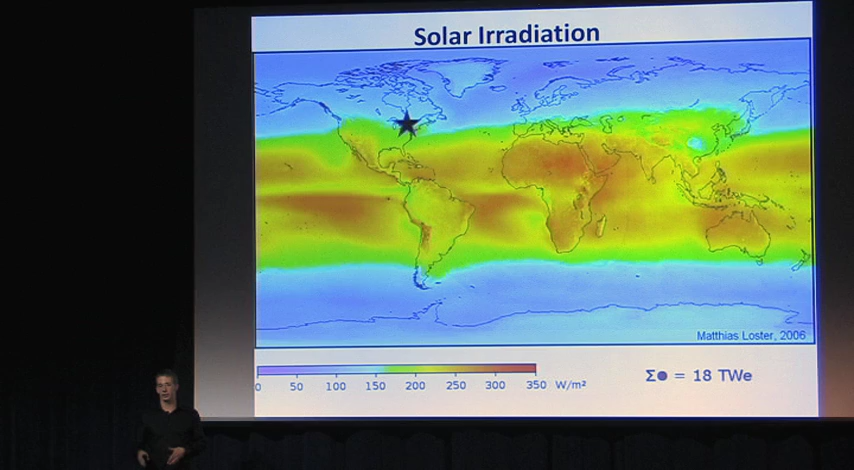 Solar Irradiation
Matthias Loster, 2006
0 50 100 150 200 250 300 350 W/m²
Σ● = 18 TWe